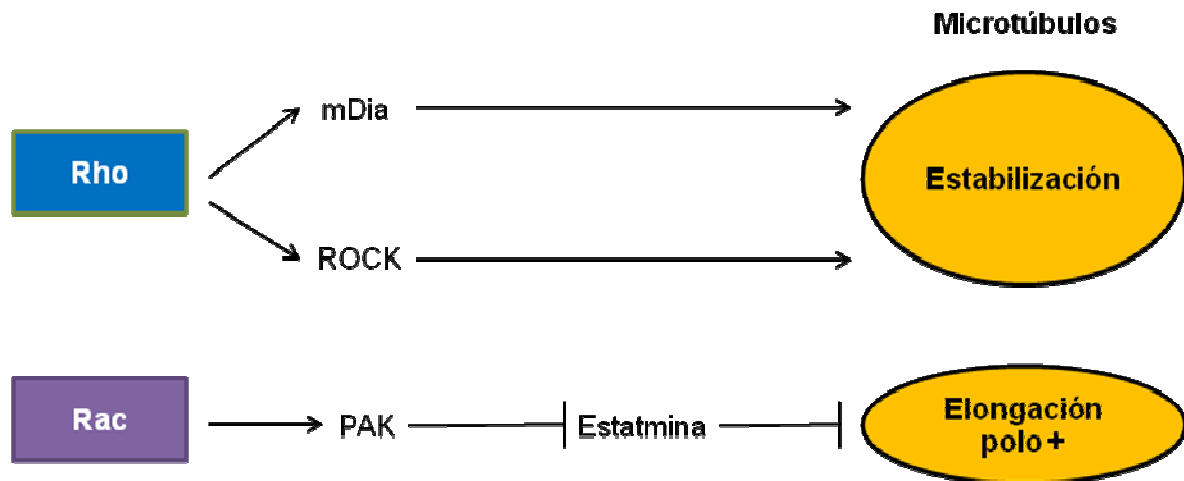 Microtúbulos
mDia
Rho
Estabilización
ROCK
Rac
PAK
Estatmina
Elongación
polo +